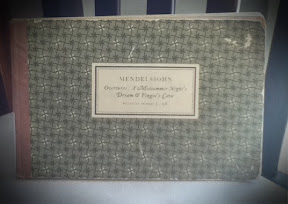 MENDELSSOHN
Overtures: A Midsummer Night's
Dream & Fingal's Cave